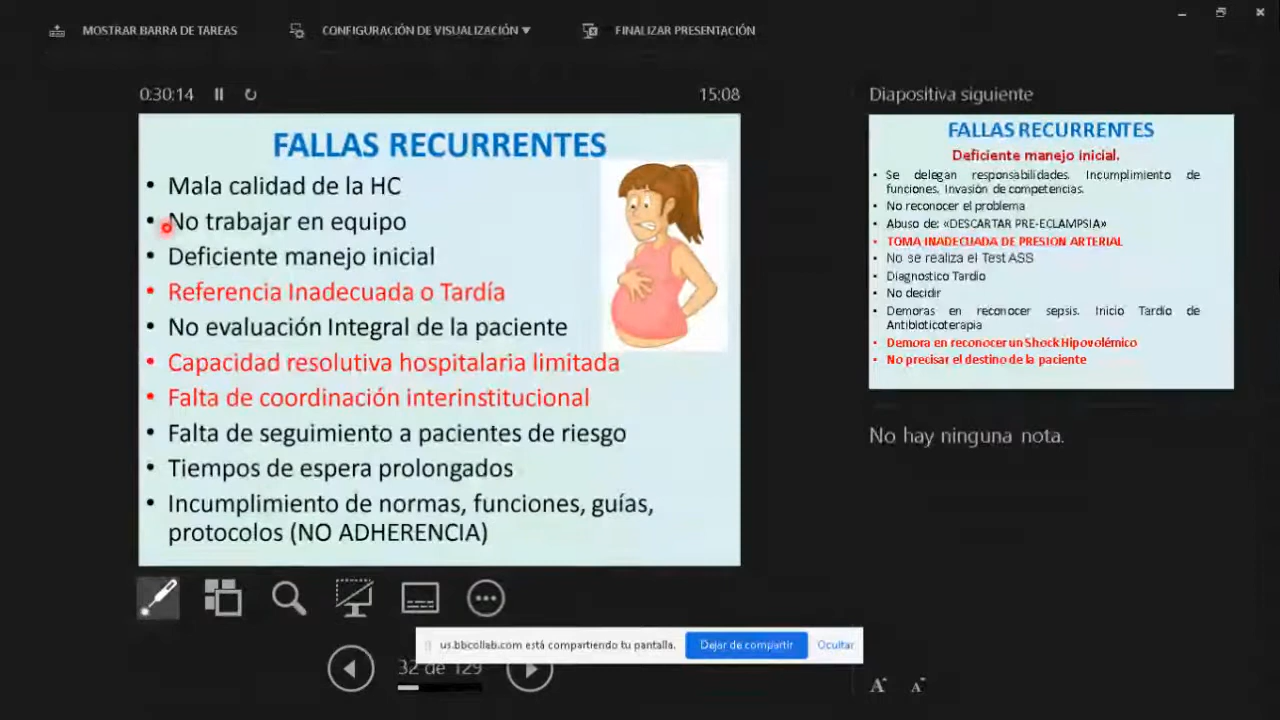 MOSTRAR BARRA DE TAREAS
CONFIGURACIÓN DE VISUALIZACIÓN
FINALIZAR PRESENTACIÓN
0:30:14
15:08
FALLAS RECURRENTES
• Mala calidad de la HC
• No trabajar en equipo
• Deficiente manejo inicial
• Referencia Inadecuada o Tardía
• No evaluación Integral de la paciente
• Capacidad resolutiva hospitalaria limitada
• Falta de coordinación interinstitucional
• Falta de seguimiento a pacientes de riesgo
• Tiempos de espera prolongados
• Incumplimiento de normas, funciones, guías,
protocolos (NO ADHERENCIA)
Diapositiva siguiente
FALLAS RECURRENTES
Deficiente manejo inicial.
• Se delegan responsabilidades. Incumplimiento de
funciones. Invasión de competencias.
• No reconocer el problema
• Abuso de: «DESCARTAR PRE-ECLAMPSIA»
• TOMA INADECUADA DE PRESION ARTERIAL
• No se realiza el Test ASS
• Diagnostico Tardio
• No decidir
• Demoras en reconocer sepsis. Inicio Tardio de
Antibioticoterapia
• Demora en reconocer un Shock Hipovolémico
• No precisar el destino de la paciente
No hay ninguna nota.
us.bbcollab.com está compartiendo tu pantalla.
Dejar de compartir
Ocultar
32 de 129
A A